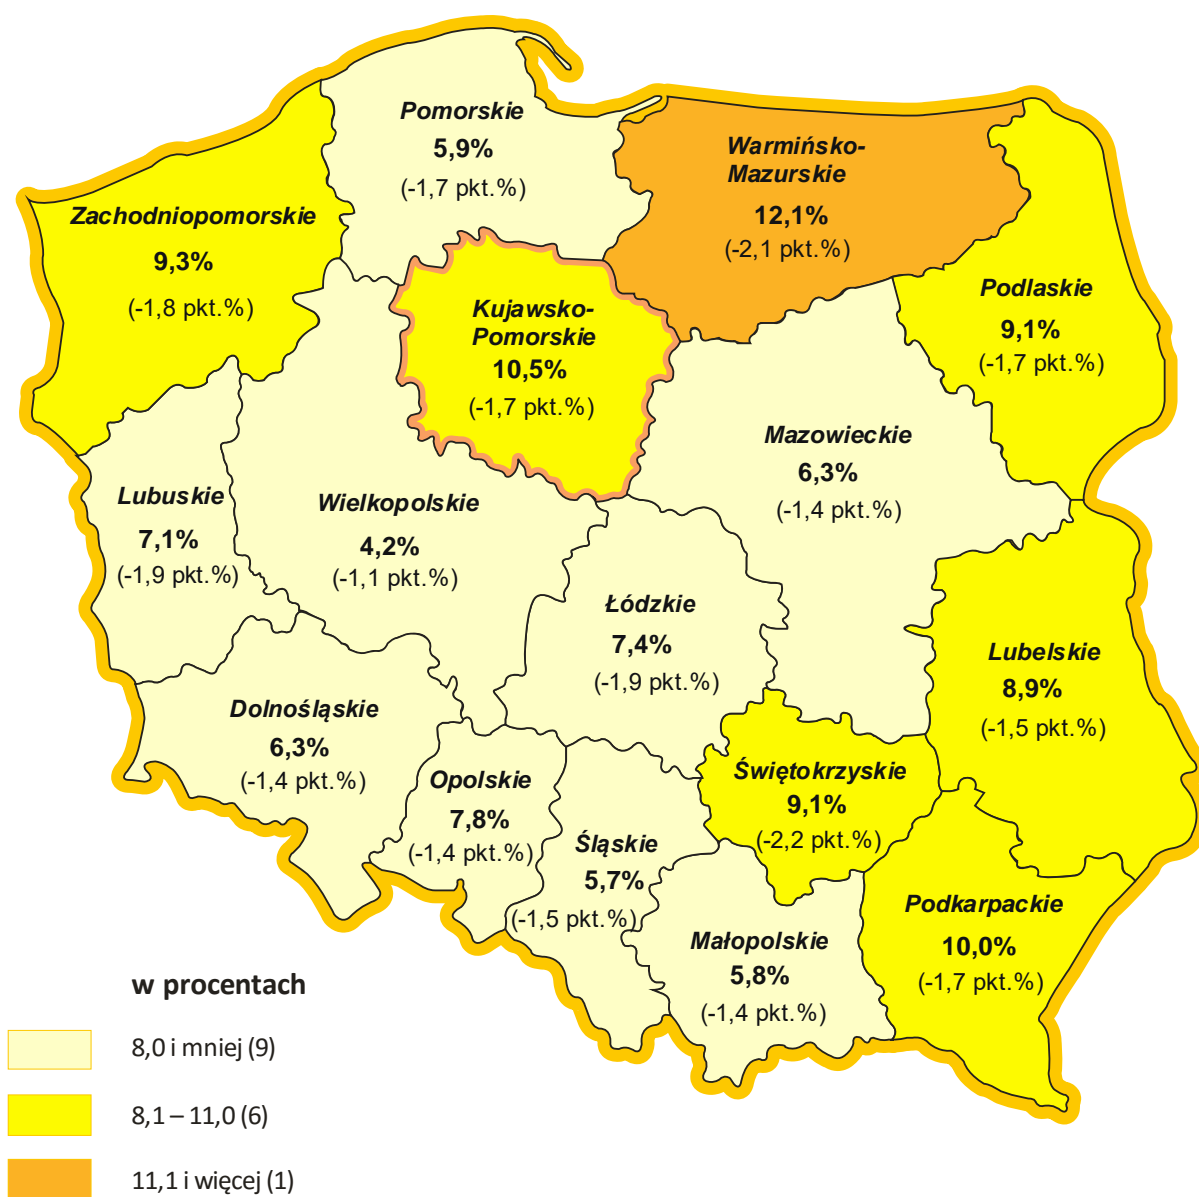 Pomorskie
5,9%
(-1,7 pkt.%)
Warmińsko-
Mazurskie
12,1%
(-2,1 pkt.%)
Zachodniopomorskie
9,3%
(-1,8 pkt.%)
Podlaskie
9,1%
(-1,7 pkt.%)
Kujawsko-
Pomorskie
10,5%
(-1,7 pkt.%)
Mazowieckie
6,3%
(-1,4 pkt.%)
Lubuskie
7,1%
(-1,9 pkt.%)
Wielkopolskie
4,2%
(-1,1 pkt.%)
Łódzkie
7,4%
(-1,9 pkt.%)
Lubelskie
8,9%
(-1,5 pkt.%)
Dolnośląskie
6,3%
(-1,4 pkt.%)
Opolskie
7,8%
(-1,4 pkt.%)
Świętokrzyskie
9,1%
(-2,2 pkt.%)
Śląskie
5,7%
(-1,5 pkt.%)
Małopolskie
5,8%
(-1,4 pkt.%)
Podkarpackie
10,0%
(-1,7 pkt.%)
w procentach
8,0 i mniej (9)
8,1 – 11,0 (6)
11,1 i więcej (1)